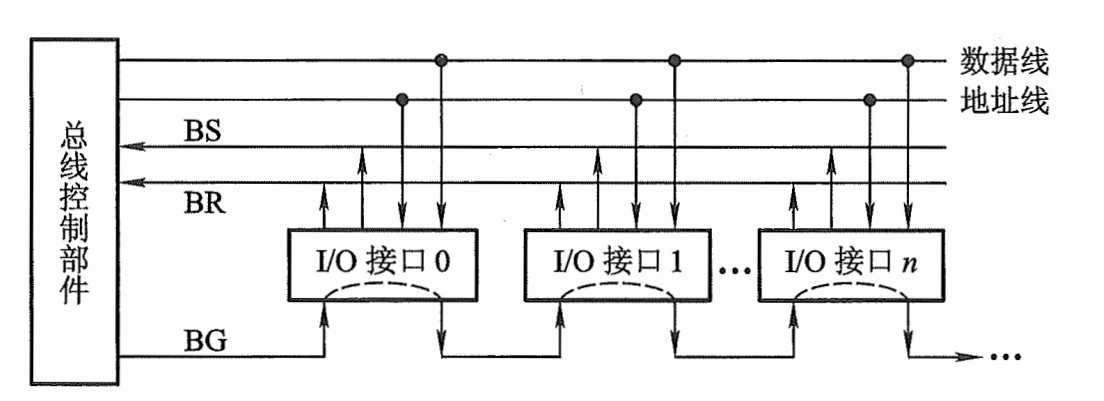 数据线
地址线
BS
BR
总线控制部件
I/O 接口 0
I/O 接口 1
…
I/O 接口 n
BG
…